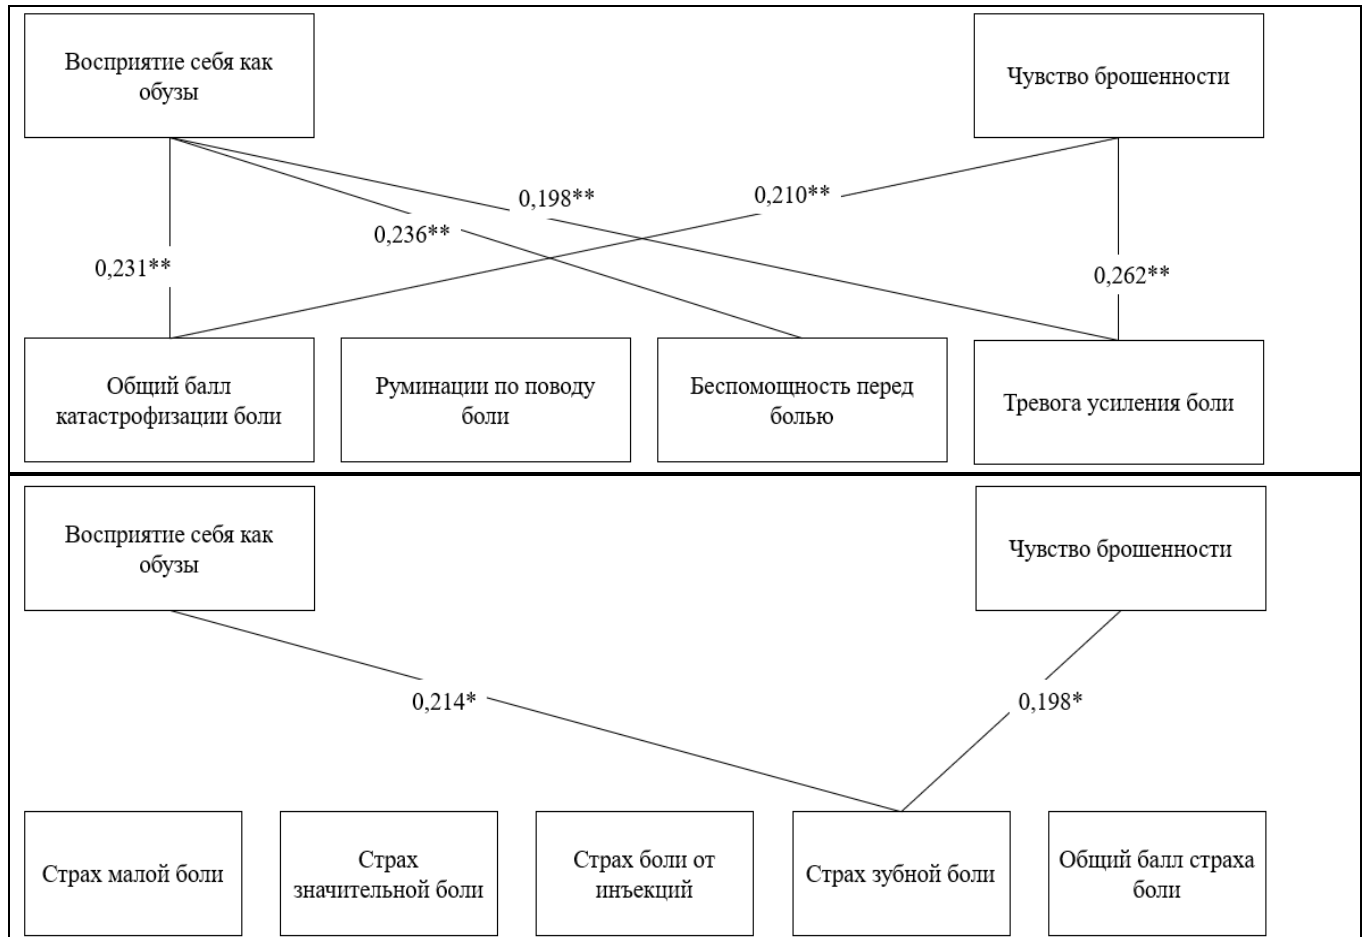 Восприятие себя как
обузы
Чувство брошенности
0,198**
0,210**
0,236**
0,231**
0,262**
Общий балл
катастрофизации боли
Руминации по поводу
боли
Беспомощность перед
болью
Тревога усиления боли
Восприятие себя как
обузы
Чувство брошенности
0,214*
0,198*
Страх малой боли
Страх
значительной боли
Страх боли от
инъекций
Страх зубной боли
Общий балл страха
боли